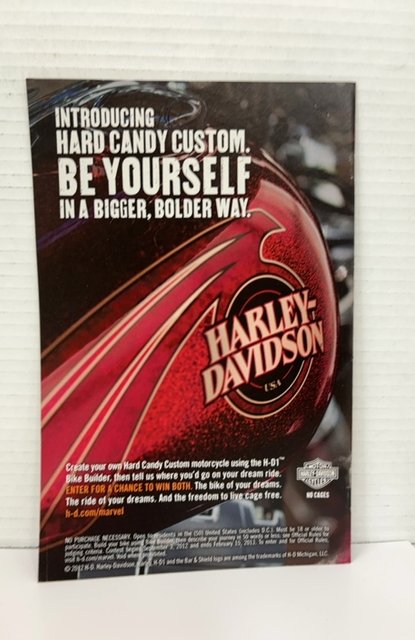 INTRODUCING
HARD CANDY CUSTOM.
BE YOURSELF
IN A BIGGER, BOLDER WAY.
HARLEY-
DAVIDSON
USA
Create your own Hard Candy Custom motorcycle using the H-D1™
Bike Builder, then tell us where you'd go on your dream ride.
ENTER FOR A CHANCE TO WIN BOTH. The bike of your dreams.
The ride of your dreams. And the freedom to live cage free.
h-d.com/marvel
HARLEY-DAVIDSON
NO CAGES
NO PURCHASE NECESSARY. Open to residents in the (50) United States (includes D.C.). Must be 18 or older to
participate. Build your bike using Bike Builder, then describe your journey in 50 words or less; see Official Rules,
judging criteria. Contest begins September 3, 2012 and ends February 15, 2013. To enter and for Official Rules,
visit h-d.com/marvel. Void where prohibited.
© 2012 H-D. Harley-Davidson, Harley, H-D1 and the Bar & Shield logo are among the trademarks of H-D Michigan, LLC.